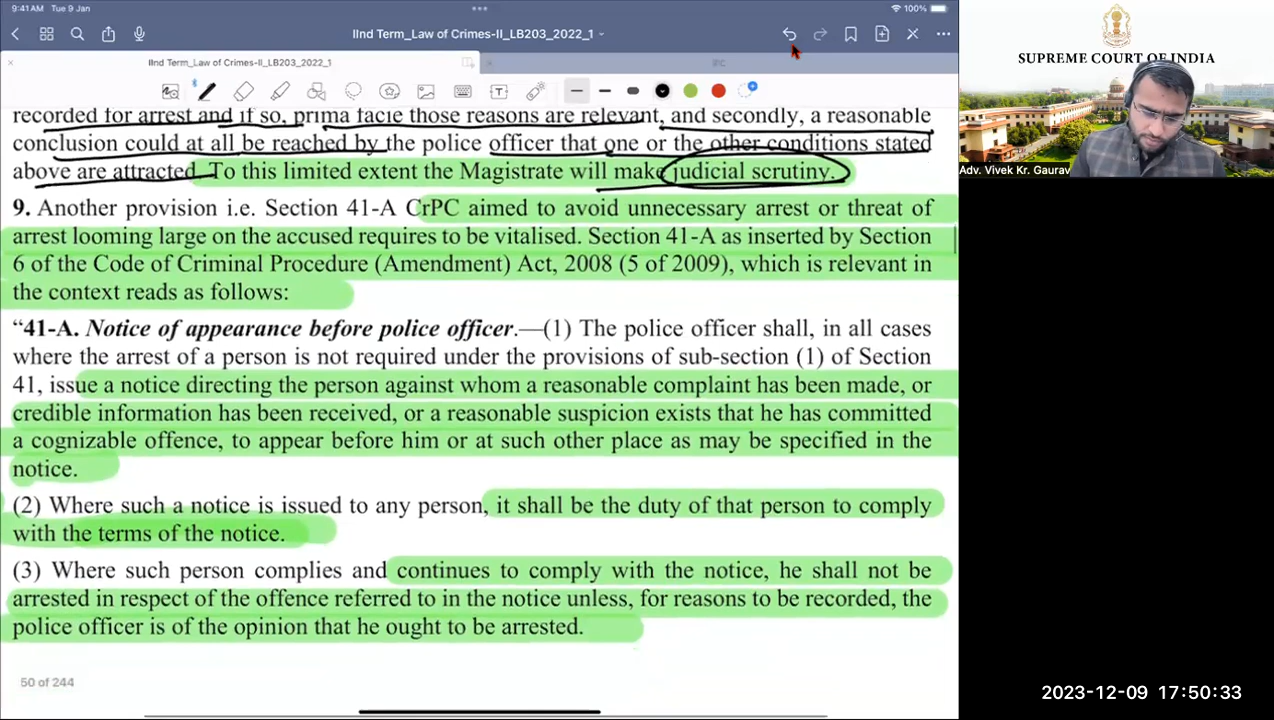 9:41 AM Tue 9 Jan
100%
IInd Term_Law of Crimes-II_LB203_2022_1
IInd Term_Law of Crimes-II_LB203_2022_1
recorded for arrest and if so, prima facie those reasons are relevant, and secondly, a reasonable
conclusion could at all be reached by the police officer that one or the other conditions stated
above are attracted. To this limited extent the Magistrate will make judicial scrutiny.
9. Another provision i.e. Section 41-A CrPC aimed to avoid unnecessary arrest or threat of
arrest looming large on the accused requires to be vitalised. Section 41-A as inserted by Section
6 of the Code of Criminal Procedure (Amendment) Act, 2008 (5 of 2009), which is relevant in
the context reads as follows:
“41-A. Notice of appearance before police officer.—(1) The police officer shall, in all cases
where the arrest of a person is not required under the provisions of sub-section (1) of Section
41, issue a notice directing the person against whom a reasonable complaint has been made, or
credible information has been received, or a reasonable suspicion exists that he has committed
a cognizable offence, to appear before him or at such other place as may be specified in the
notice.
(2) Where such a notice is issued to any person, it shall be the duty of that person to comply
with the terms of the notice.
(3) Where such person complies and continues to comply with the notice, he shall not be
arrested in respect of the offence referred to in the notice unless, for reasons to be recorded, the
police officer is of the opinion that he ought to be arrested.
50 of 244
SUPREME COURT OF INDIA
Adv. Vivek Kr. Gaurav
2023-12-09 17:50:33